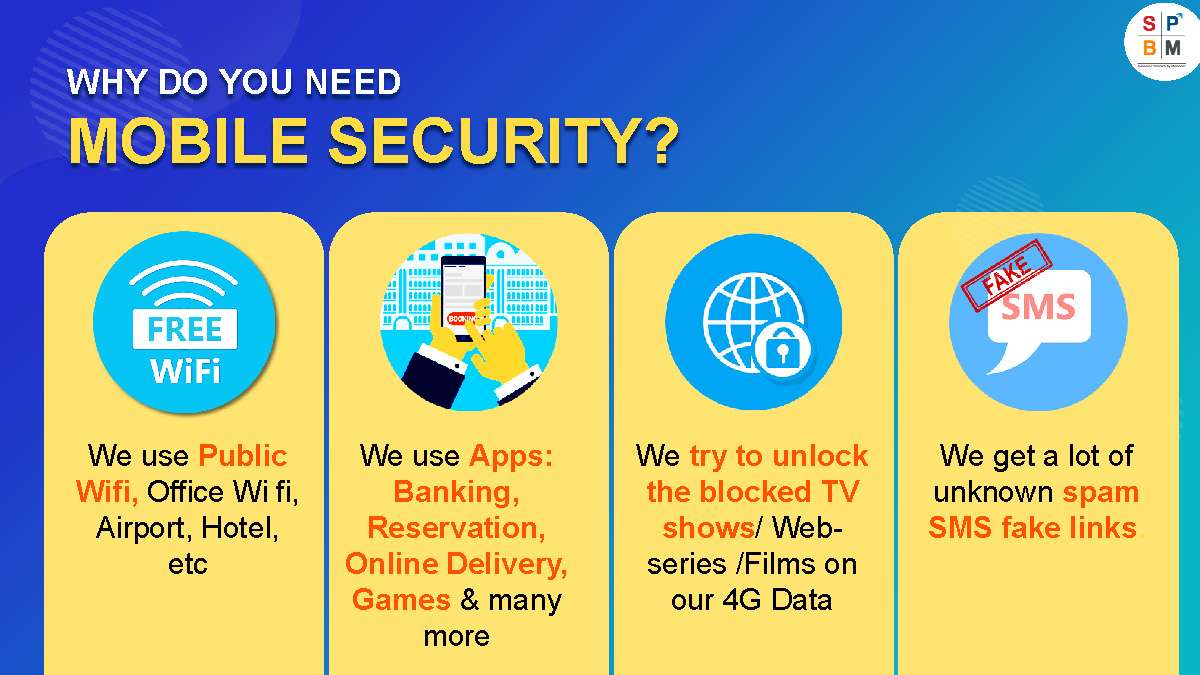 S P
B M
WHY DO YOU NEED
MOBILE SECURITY?
FREE
WiFi
We use Public
Wifi, Office Wi fi,
Airport, Hotel,
etc
BOOKING
We use Apps:
Banking,
Reservation,
Online Delivery,
Games & many
more
We try to unlock
the blocked TV
shows/ Web-
series /Films on
our 4G Data
FAKE
SMS
We get a lot of
unknown spam
SMS fake links